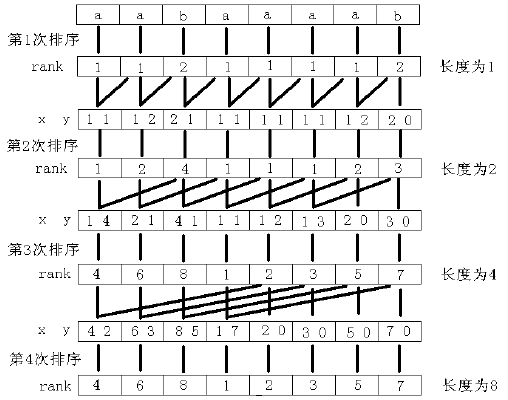 a a b a a a a b
第1次排序
rank 1 1 2 1 1 1 1 2 长度为1
x y 1 1 1 2 2 1 1 1 1 1 1 1 1 2 2 0
第2次排序
rank 1 2 4 1 1 1 2 3 长度为2
x y 1 4 2 1 4 1 1 1 1 2 1 3 2 0 3 0
第3次排序
rank 4 6 8 1 2 3 5 7 长度为4
x y 4 2 6 3 8 5 1 7 2 0 3 0 5 0 7 0
第4次排序
rank 4 6 8 1 2 3 5 7 长度为8